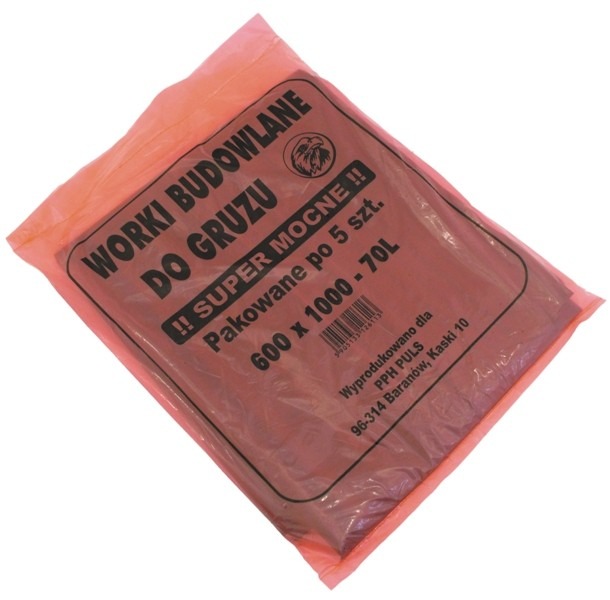 WORKI BUDOWLANE
DO GRUZU
!! SUPER MOCNE !!
Pakowane po 5 szt.
600 x 1000 - 70L
Wyprodukowano dla
PPH PULS
96-314 Baranów, Kaski 10